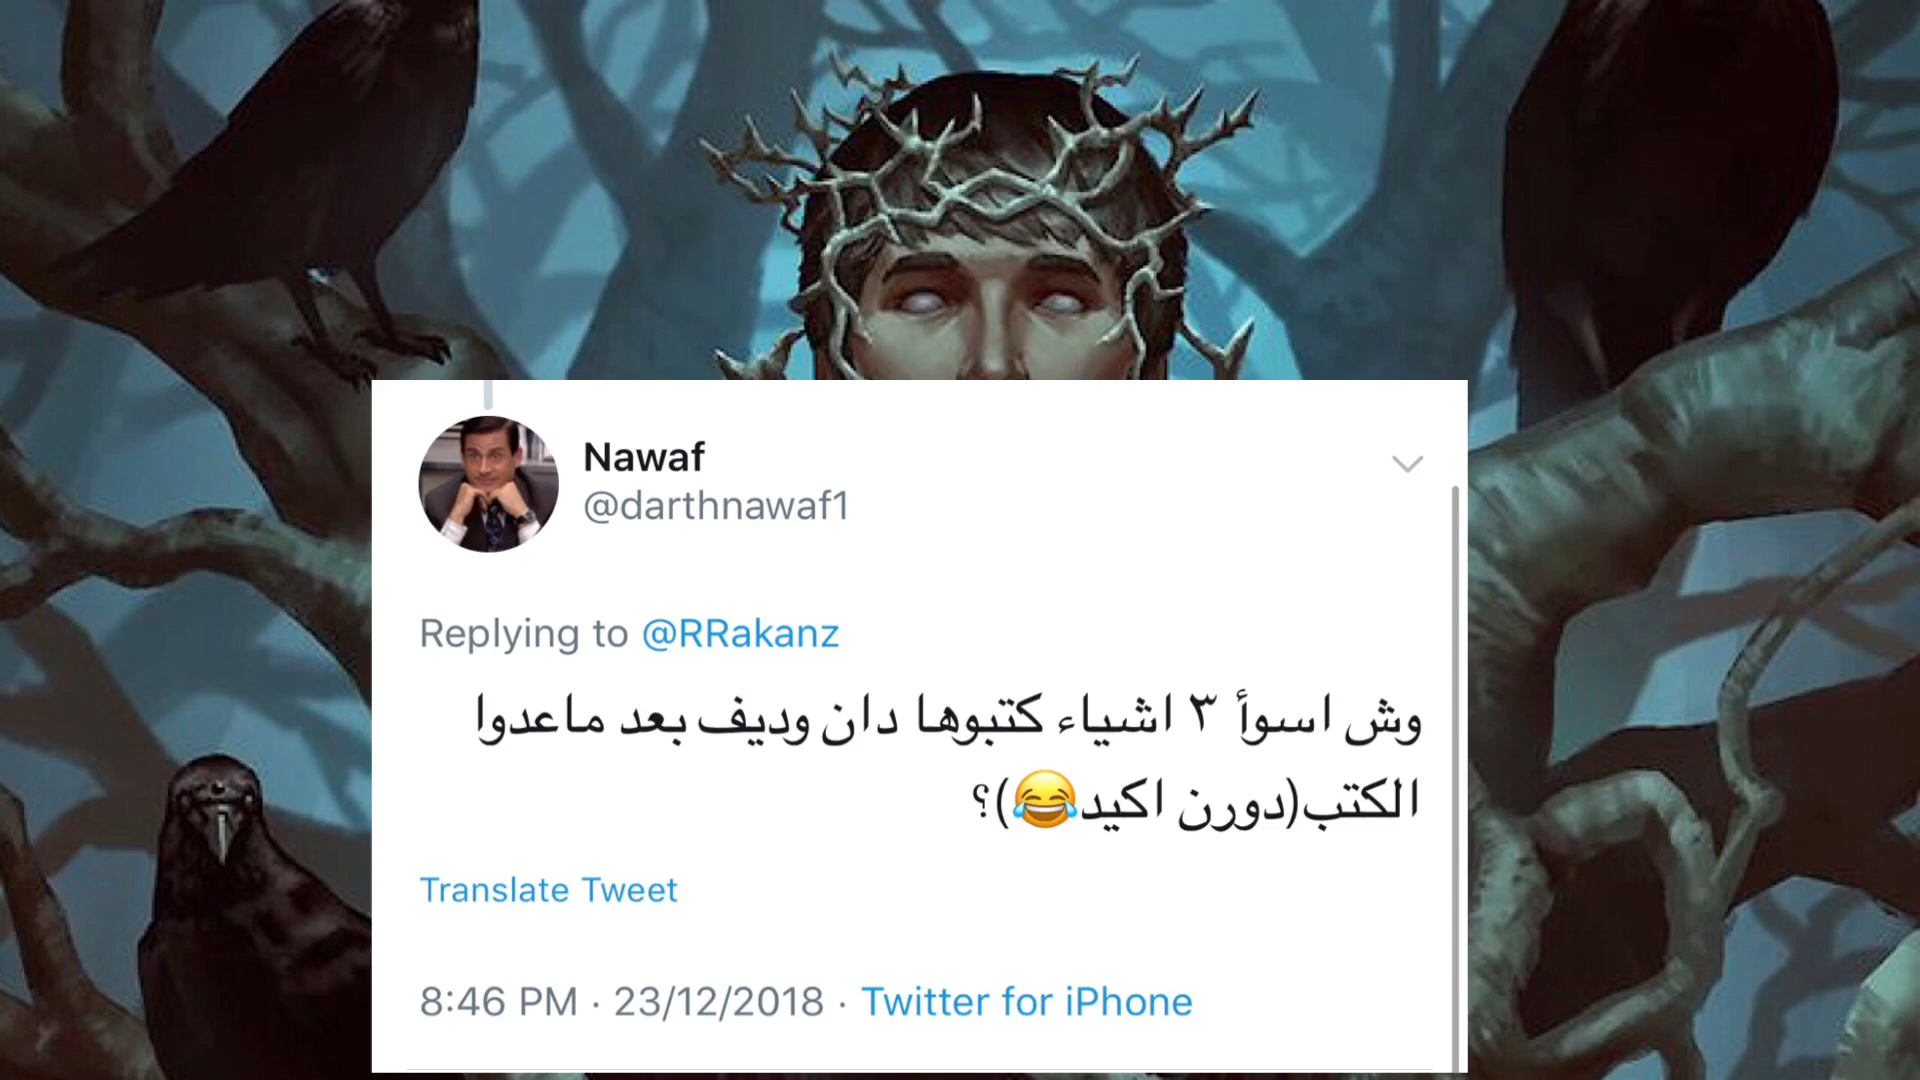 Nawaf
@darthnawaf1
Replying to @RRakanz
وش اسوأ ٣ اشياء كتبوها دان وديف بعد ماعدوا
الكتب(دورن اكيد😂)؟
Translate Tweet
8:46 PM · 23/12/2018 · Twitter for iPhone